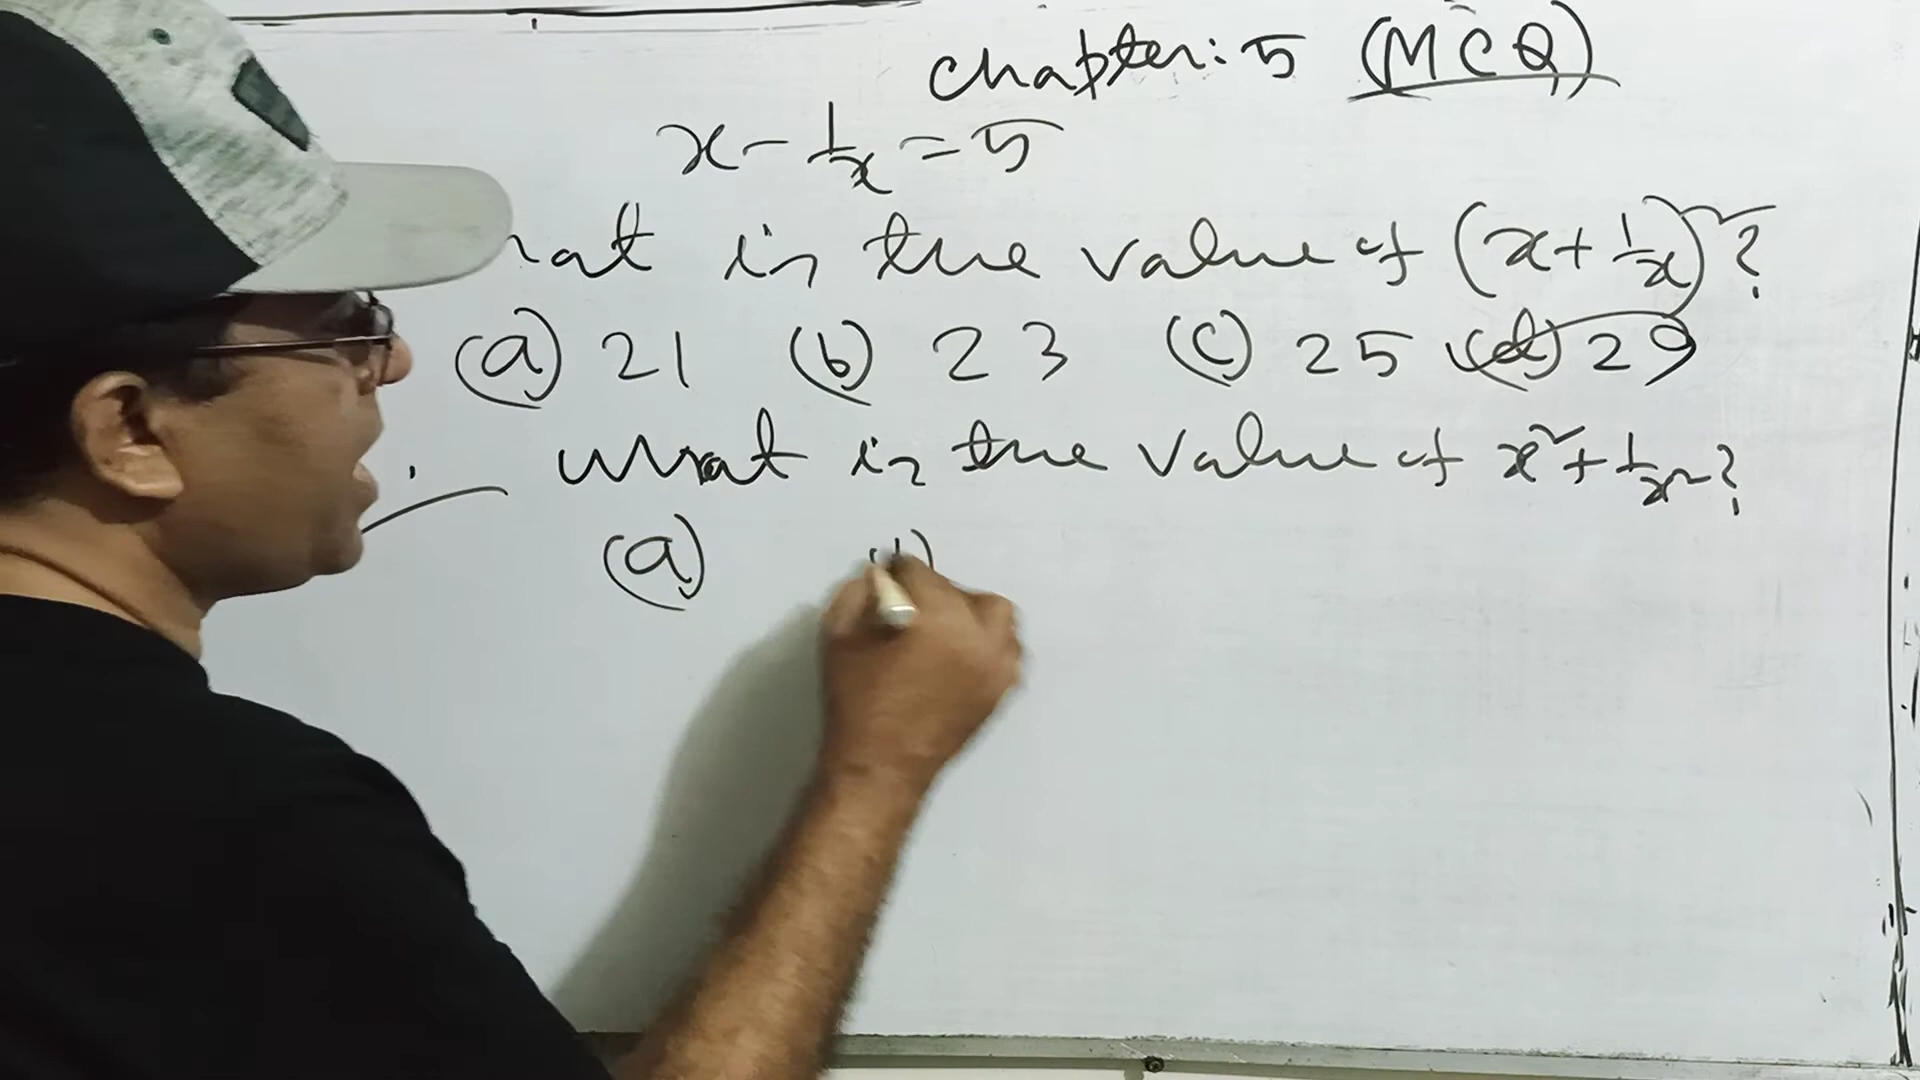 Chapter: 5 (MCQ)
x - 1/x = 5
hat is the value of (x + 1/x)²?
(a) 21 (b) 23 (c) 25 (d) 29
What is the value of x² + 1/x²?
(a)